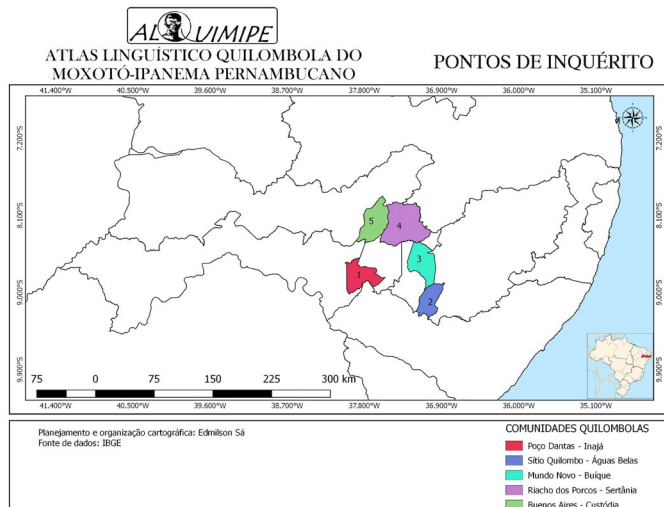 ALQUIMIPE
ATLAS LINGUÍSTICO QUILOMBOLA DO
MOXOTÓ-IPANEMA PERNAMBUCANO
PONTOS DE INQUÉRITO
41.400°W 40.500°W 39.600°W 38.700°W 37.800°W 36.900°W 36.000°W 35.100°W
7.200°S 7.200°S
8.100°S 8.100°S
9.000°S 9.000°S
9.900°S 9.900°S
5
4
3
1
2
75 0 75 150 225 300 km
41.400°W 40.500°W 39.600°W 38.700°W 37.800°W 36.900°W 36.000°W 35.100°W
Planejamento e organização cartográfica: Edmilson Sá
Fonte de dados: IBGE
COMUNIDADES QUILOMBOLAS
Poço Dantas - Inajá
Sítio Quilombo - Águas Belas
Mundo Novo - Buíque
Riacho dos Porcos - Sertânia
Buenos Aires - Custódia